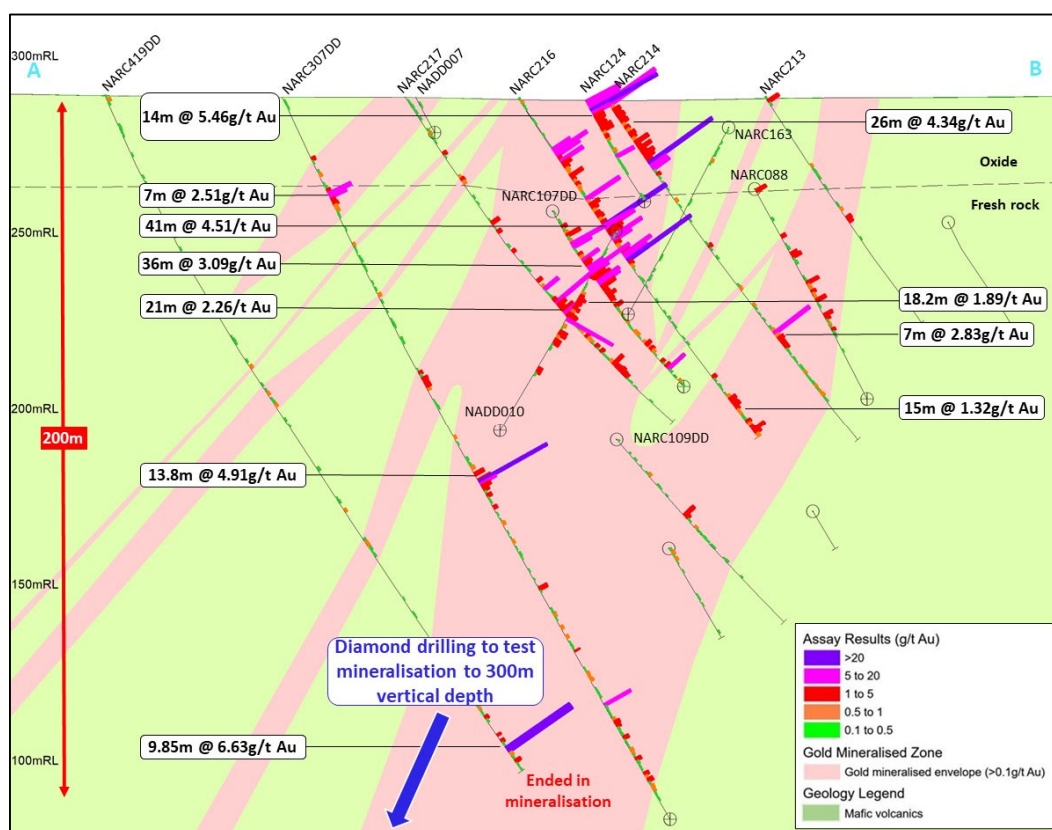 300mRL
A
NARC419DD
NARC307DD
NARC217
NADD007
NARC216
NARC124
NARC214
NARC213
B
14m @ 5.46g/t Au
26m @ 4.34g/t Au
NARC163
Oxide
7m @ 2.51g/t Au
NARC107DD
NARC088
Fresh rock
41m @ 4.51/t Au
250mRL
36m @ 3.09g/t Au
21m @ 2.26/t Au
18.2m @ 1.89/t Au
7m @ 2.83g/t Au
200mRL
NADD010
15m @ 1.32g/t Au
200m
NARC109DD
13.8m @ 4.91g/t Au
150mRL
Diamond drilling to test
mineralisation to 300m
vertical depth
9.85m @ 6.63g/t Au
100mRL
Ended in
mineralisation
Assay Results (g/t Au)
>20
5 to 20
1 to 5
0.5 to 1
0.1 to 0.5
Gold Mineralised Zone
Gold mineralised envelope (>0.1g/t Au)
Geology Legend
Mafic volcanics